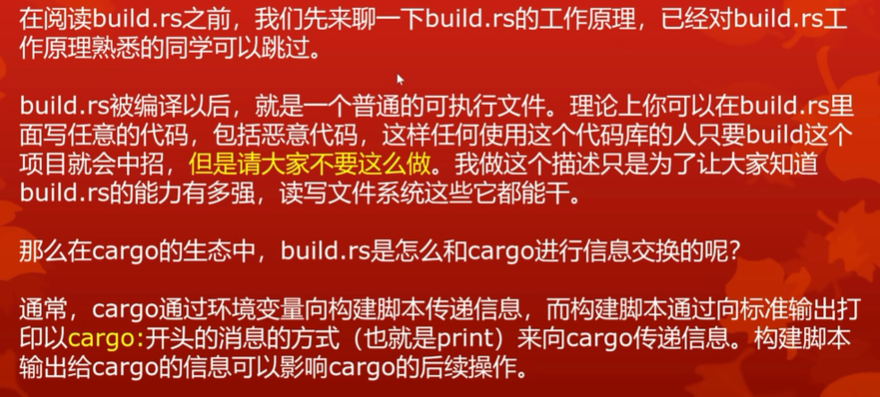 在阅读build.rs之前，我们先来聊一下build.rs的工作原理，已经对build.rs工
作原理熟悉的同学可以跳过。
build.rs被编译以后，就是一个普通的可执行文件。理论上你可以在build.rs里
面写任意的代码，包括恶意代码，这样任何使用这个代码库的人只要build这个
项目就会中招，但是请大家不要这么做。我做这个描述只是为了让大家知道
build.rs的能力有多强，读写文件系统这些它都能干。
那么在cargo的生态中，build.rs是怎么和cargo进行信息交换的呢？
通常，cargo通过环境变量向构建脚本传递信息，而构建脚本通过向标准输出打
印以cargo:开头的消息的方式（也就是print）来向cargo传递信息。构建脚本
输出给cargo的信息可以影响cargo的后续操作。